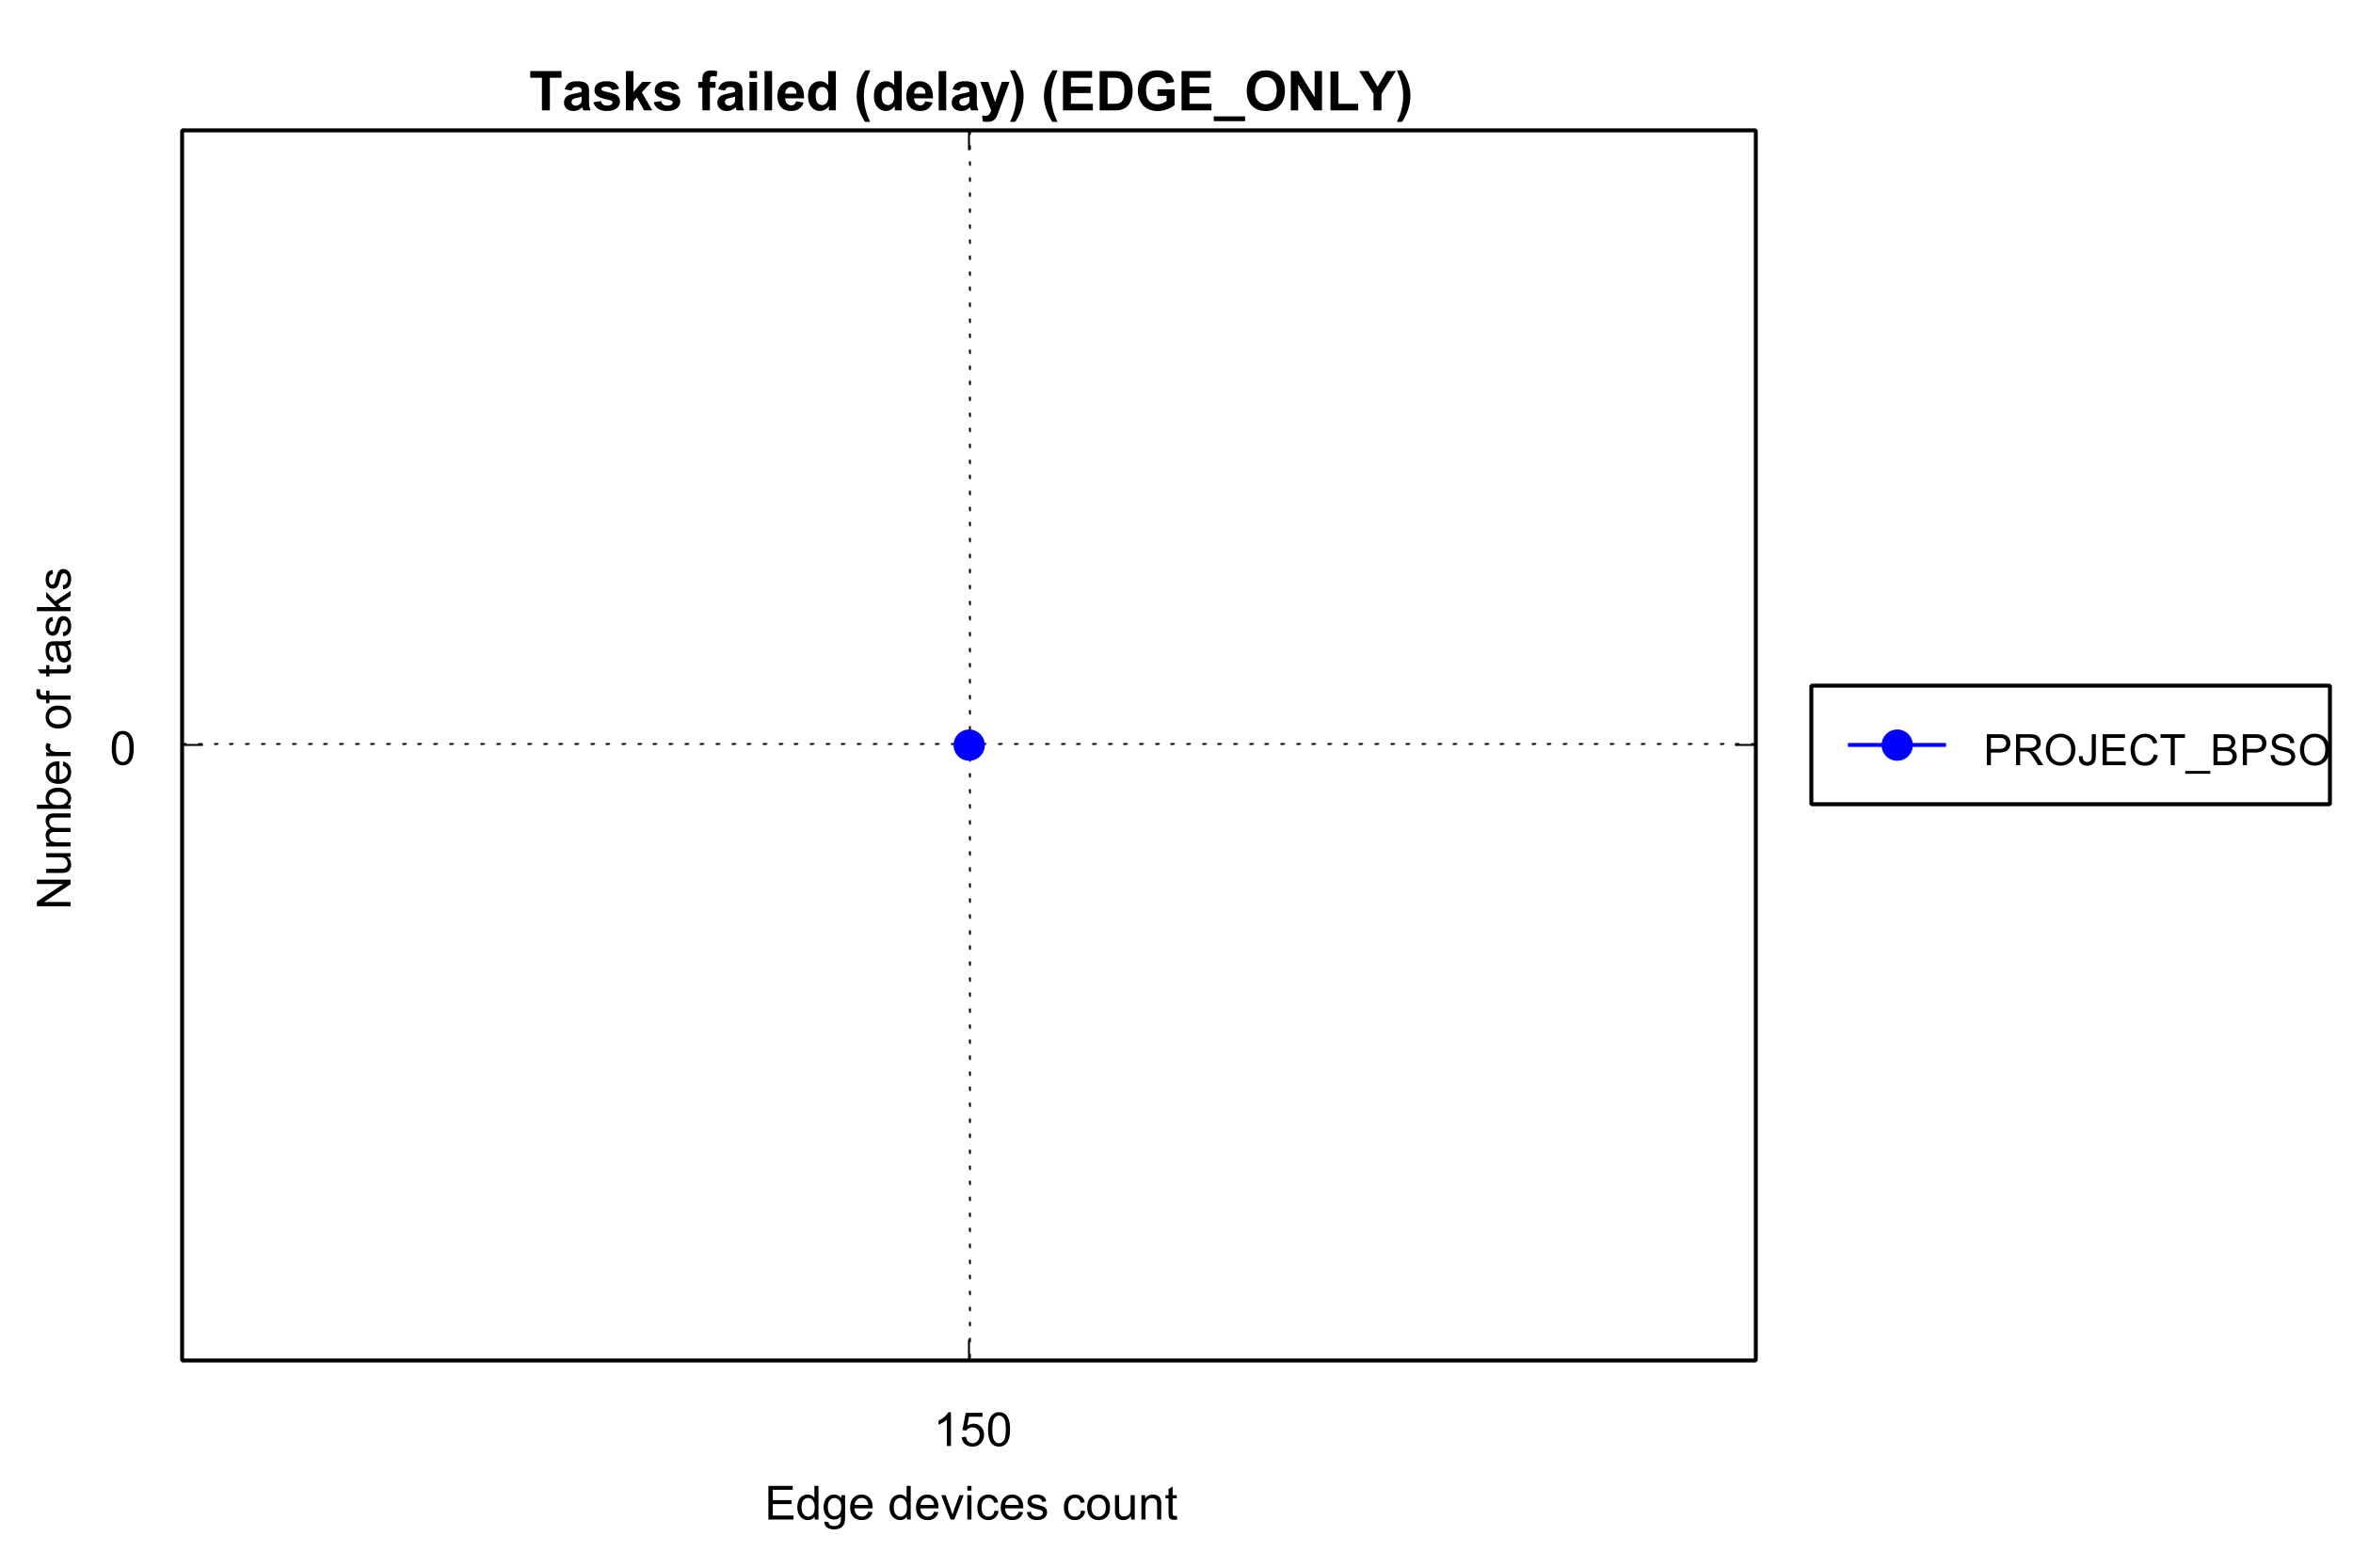 Tasks failed (delay) (EDGE_ONLY)
Number of tasks
0
PROJECT_BPSO
150
Edge devices count